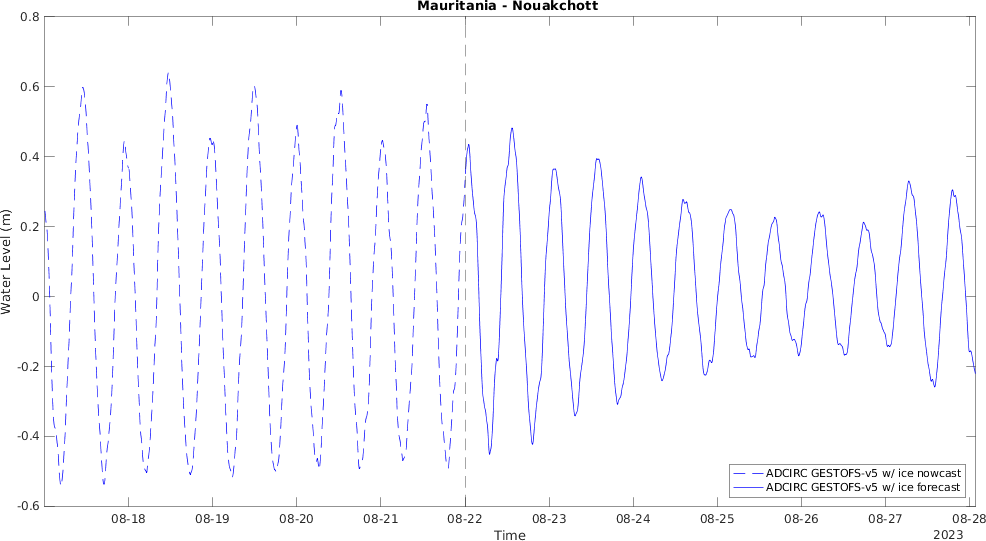 Mauritania - Nouakchott
0.8
0.6
0.4
0.2
0
-0.2
-0.4
-0.6
Water Level (m)
ADCIRC GESTOFS-v5 w/ ice nowcast
ADCIRC GESTOFS-v5 w/ ice forecast
08-18 08-19 08-20 08-21 08-22 08-23 08-24 08-25 08-26 08-27 08-28
Time
2023